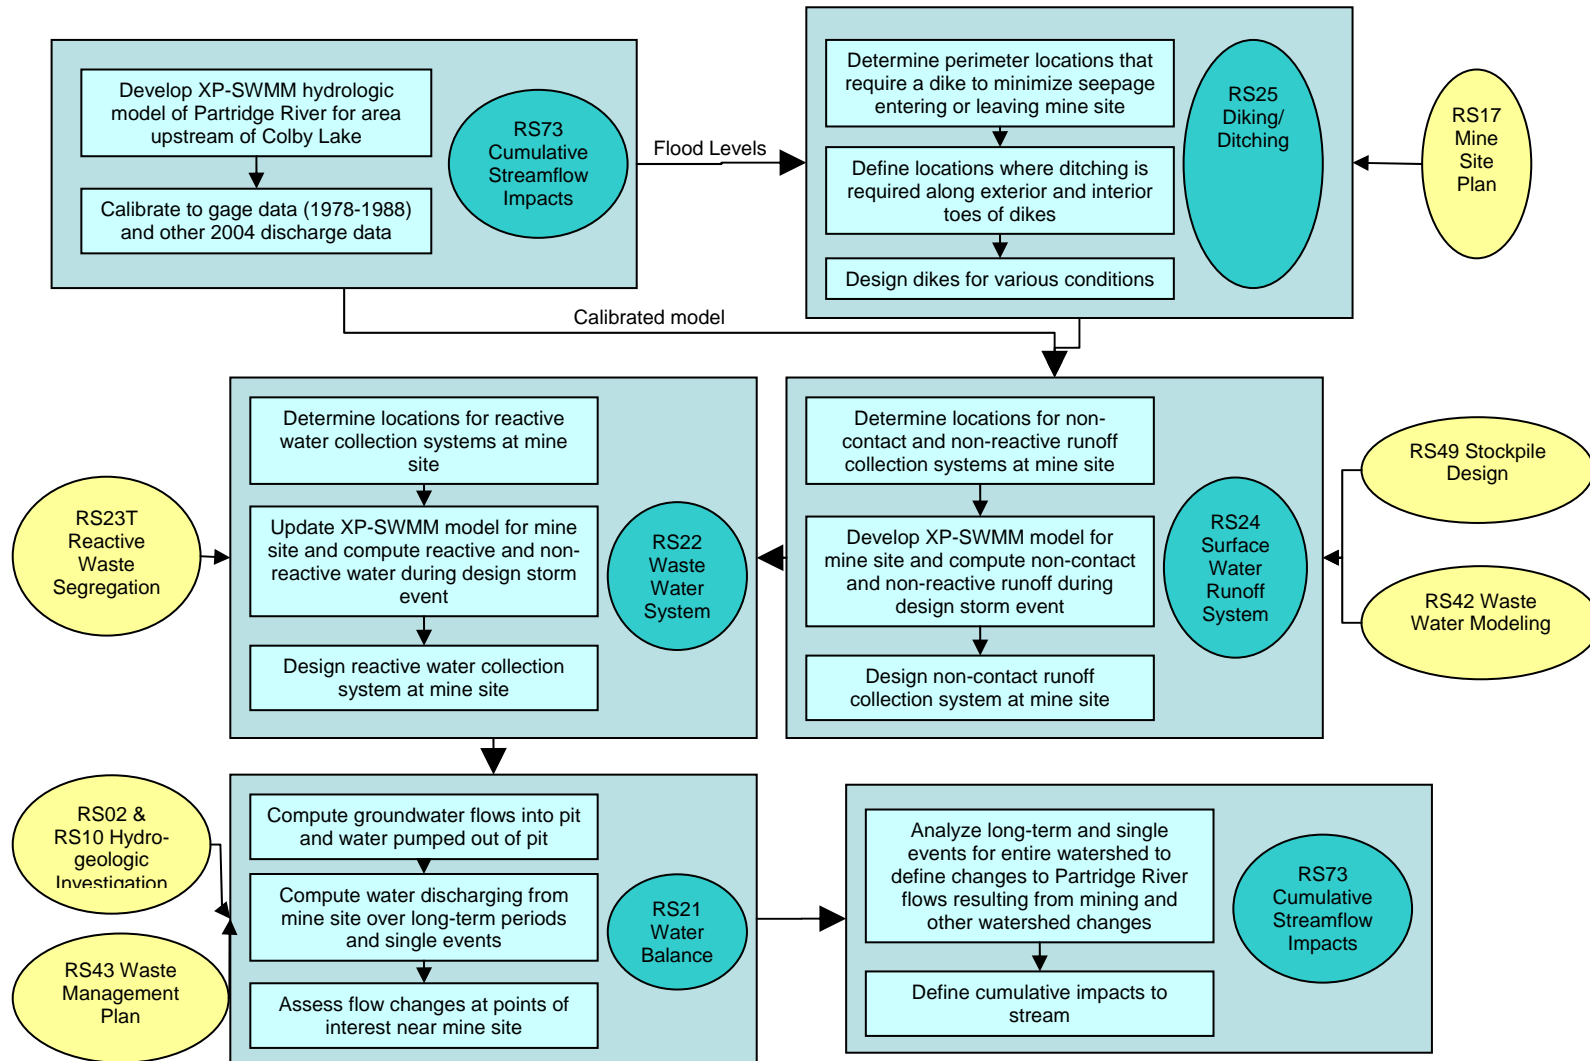 Develop XP-SWMM hydrologic
model of Partridge River for area
upstream of Colby Lake
Calibrate to gage data (1978-1988)
and other 2004 discharge data
RS73
Cumulative
Streamflow
Impacts
Flood Levels
Determine perimeter locations that
require a dike to minimize seepage
entering or leaving mine site
Define locations where ditching is
required along exterior and interior
toes of dikes
Design dikes for various conditions
RS25
Diking/
Ditching
RS17
Mine
Site
Plan
Calibrated model
Determine locations for reactive
water collection systems at mine
site
Update XP-SWMM model for mine
site and compute reactive and non-
reactive water during design storm
event
Design reactive water collection
system at mine site
RS22
Waste
Water
System
RS23T
Reactive
Waste
Segregation
Determine locations for non-
contact and non-reactive runoff
collection systems at mine site
Develop XP-SWMM model for
mine site and compute non-contact
and non-reactive runoff during
design storm event
Design non-contact runoff
collection system at mine site
RS24
Surface
Water
Runoff
System
RS49 Stockpile
Design
RS42 Waste
Water Modeling
RS02 &
RS10 Hydro-
geologic
Investigation
RS43 Waste
Management
Plan
Compute groundwater flows into pit
and water pumped out of pit
Compute water discharging from
mine site over long-term periods
and single events
Assess flow changes at points of
interest near mine site
RS21
Water
Balance
Analyze long-term and single
events for entire watershed to
define changes to Partridge River
flows resulting from mining and
other watershed changes
Define cumulative impacts to
stream
RS73
Cumulative
Streamflow
Impacts